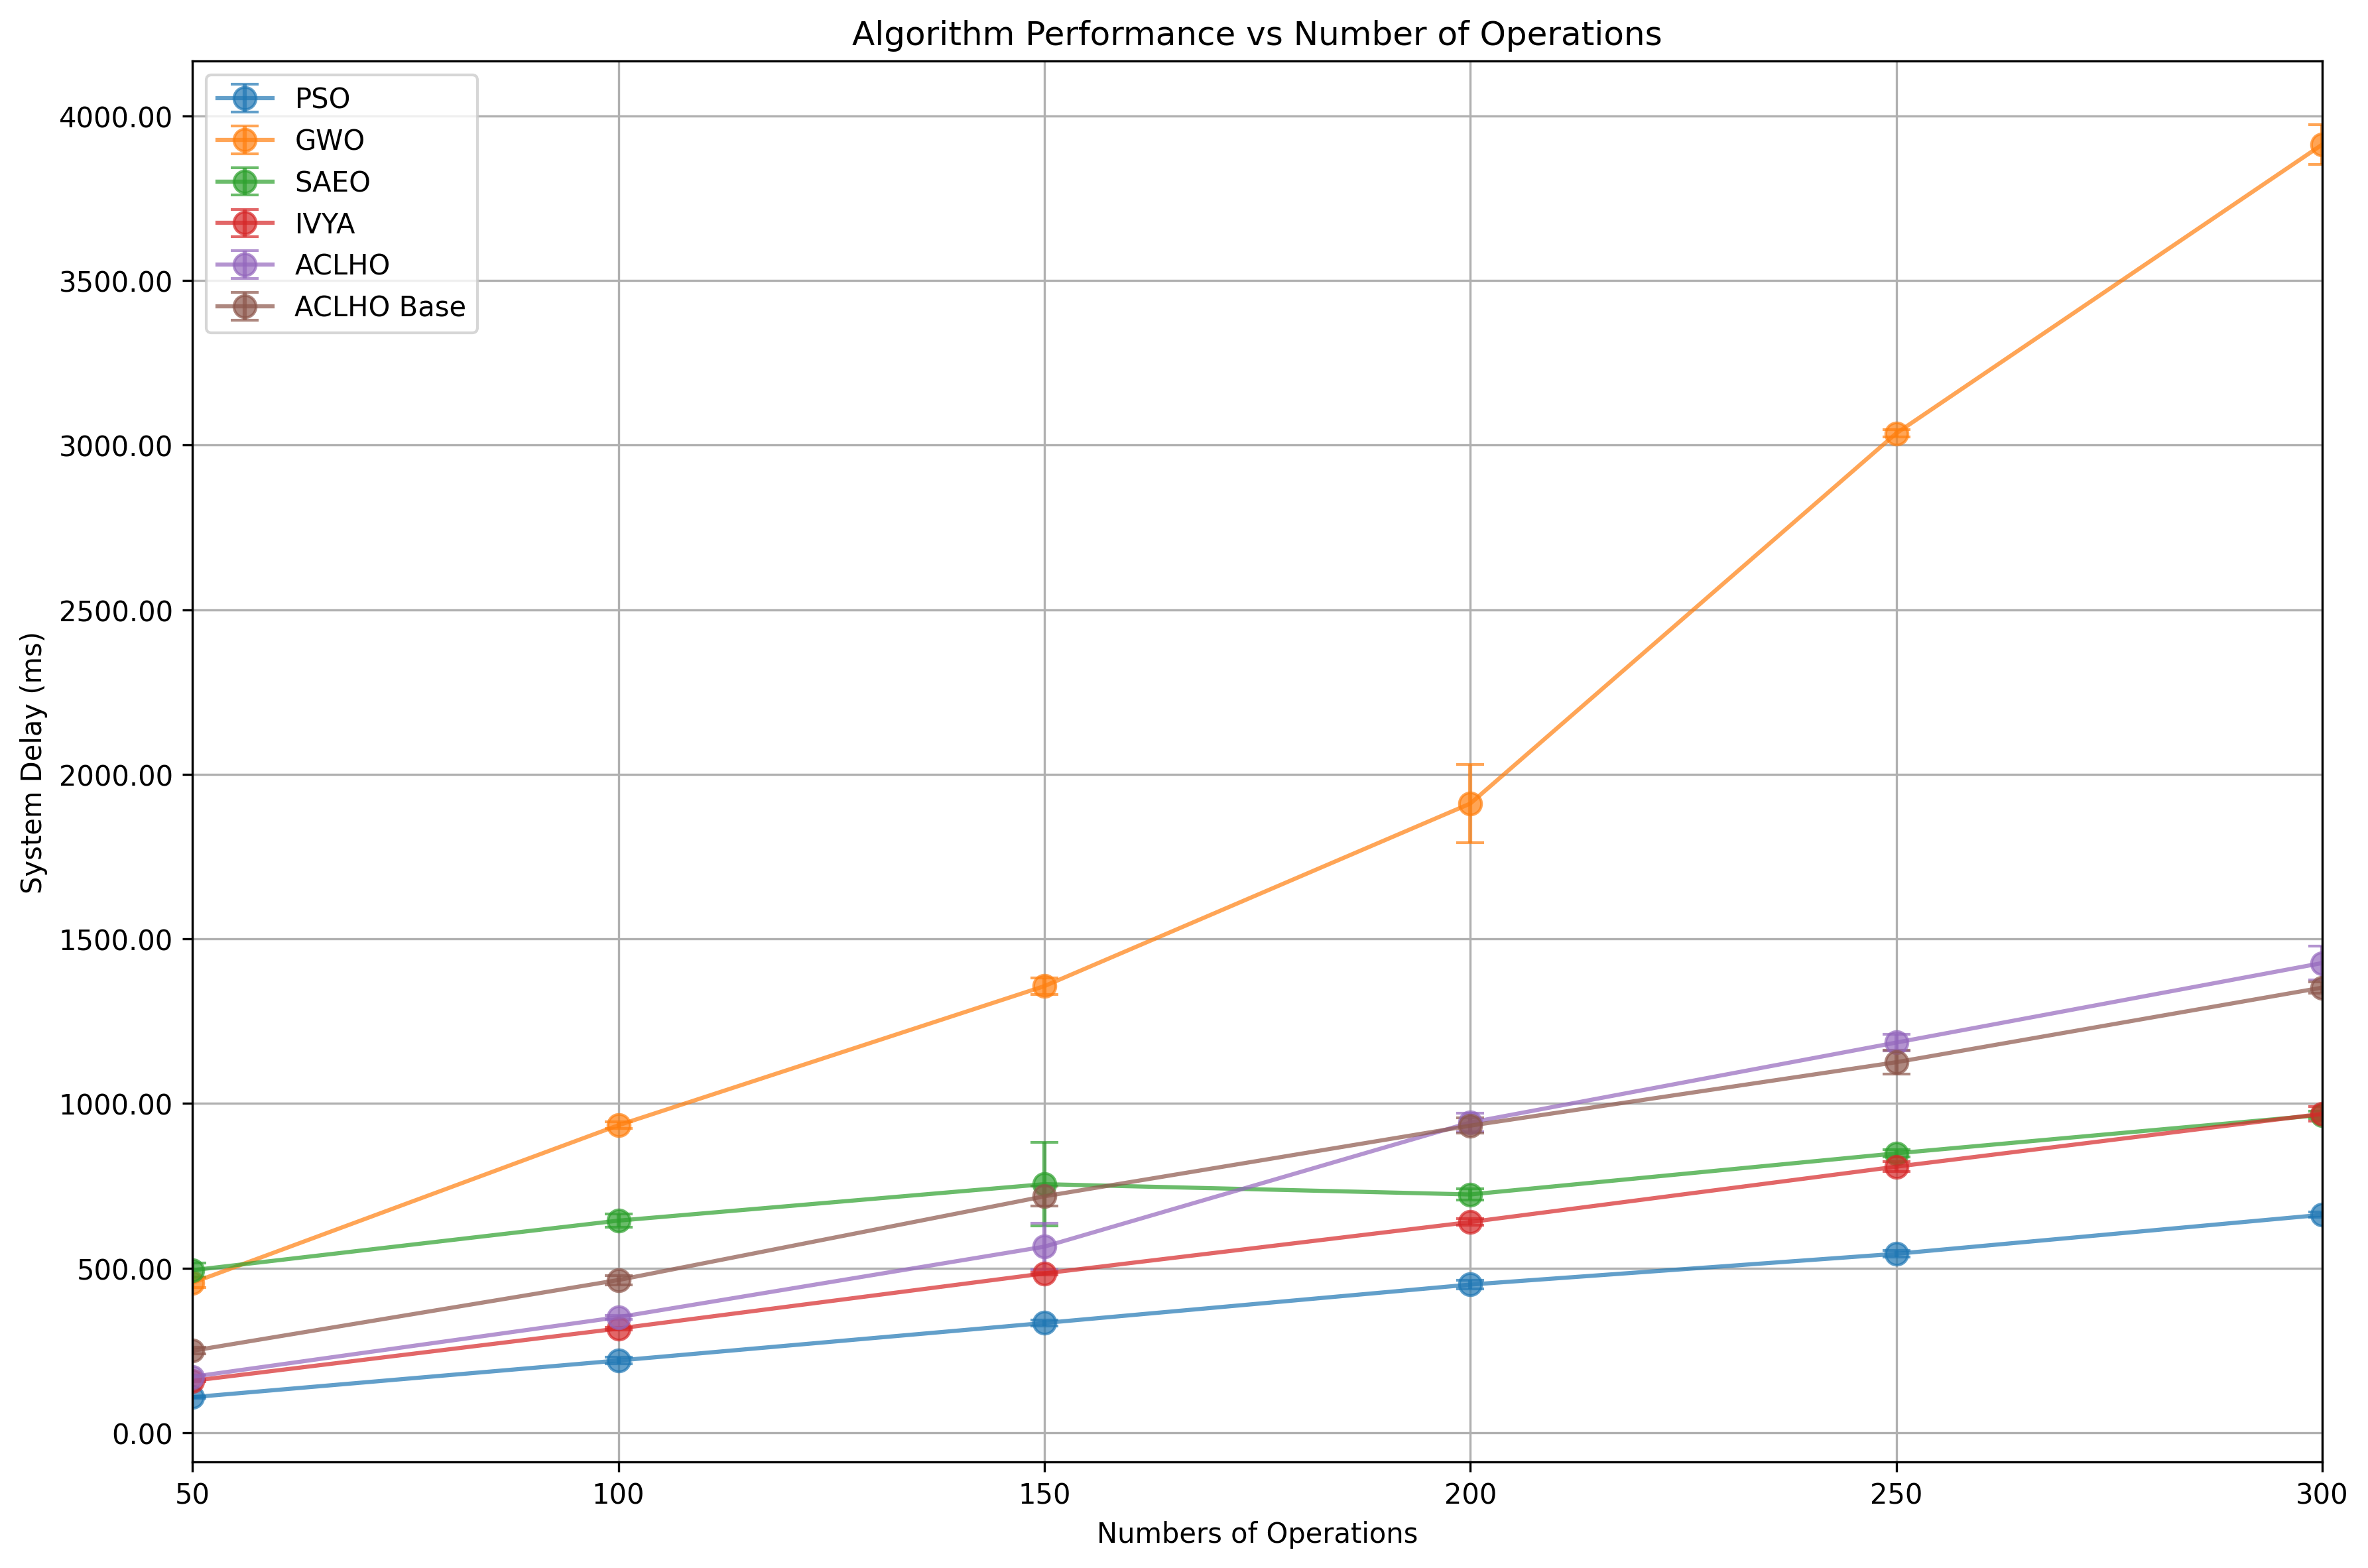 Algorithm Performance vs Number of Operations
PSO
GWO
SAEO
IVYA
ACLHO
ACLHO Base
4000.00
3500.00
3000.00
2500.00
2000.00
1500.00
1000.00
500.00
0.00
System Delay (ms)
50 100 150 200 250 300
Numbers of Operations